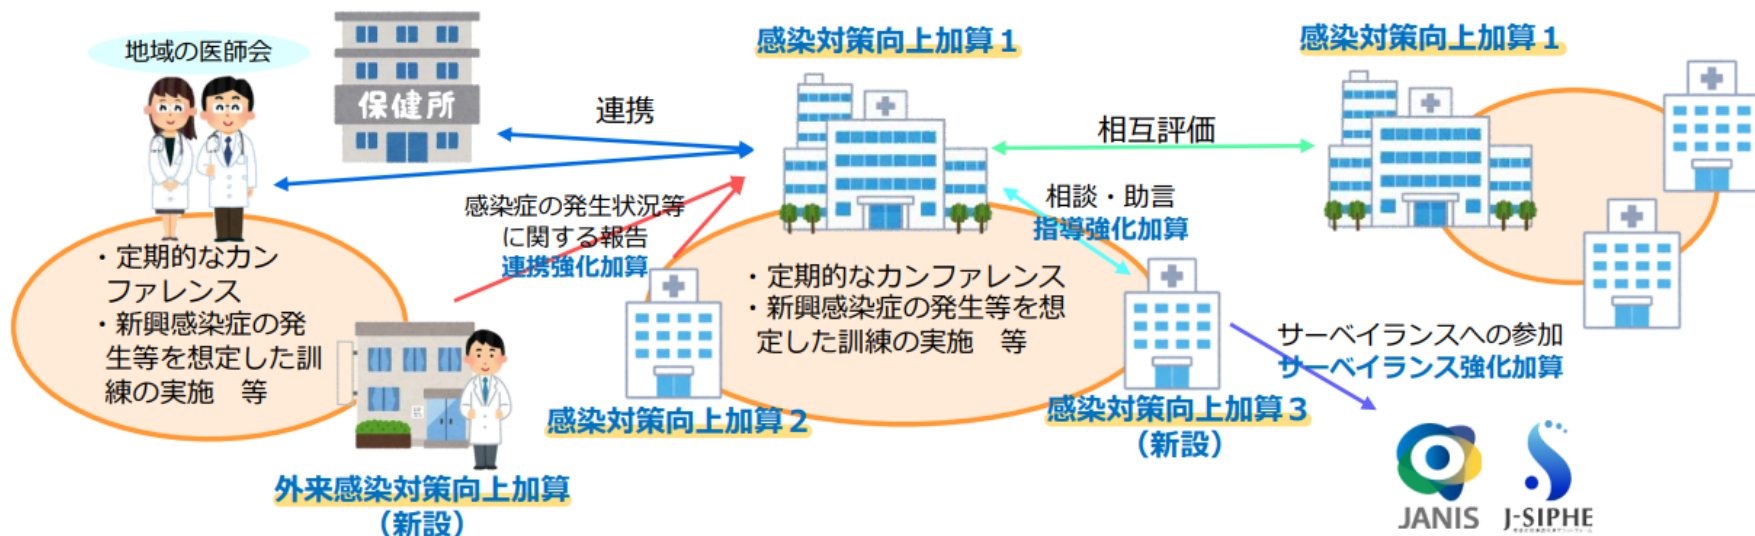 地域の医師会
保健所
連携
感染対策向上加算1
相互評価
感染対策向上加算1
感染症の発生状況等
に関する報告
連携強化加算
相談・助言
指導強化加算
・定期的なカン
ファレンス
・新興感染症の発
生等を想定した訓
練の実施　等
・定期的なカンファレンス
・新興感染症の発生等を想
定した訓練の実施　等
サーベイランスへの参加
サーベイランス強化加算
感染対策向上加算2
感染対策向上加算3
(新設)
外来感染対策向上加算
(新設)
JANIS
J-SIPHE